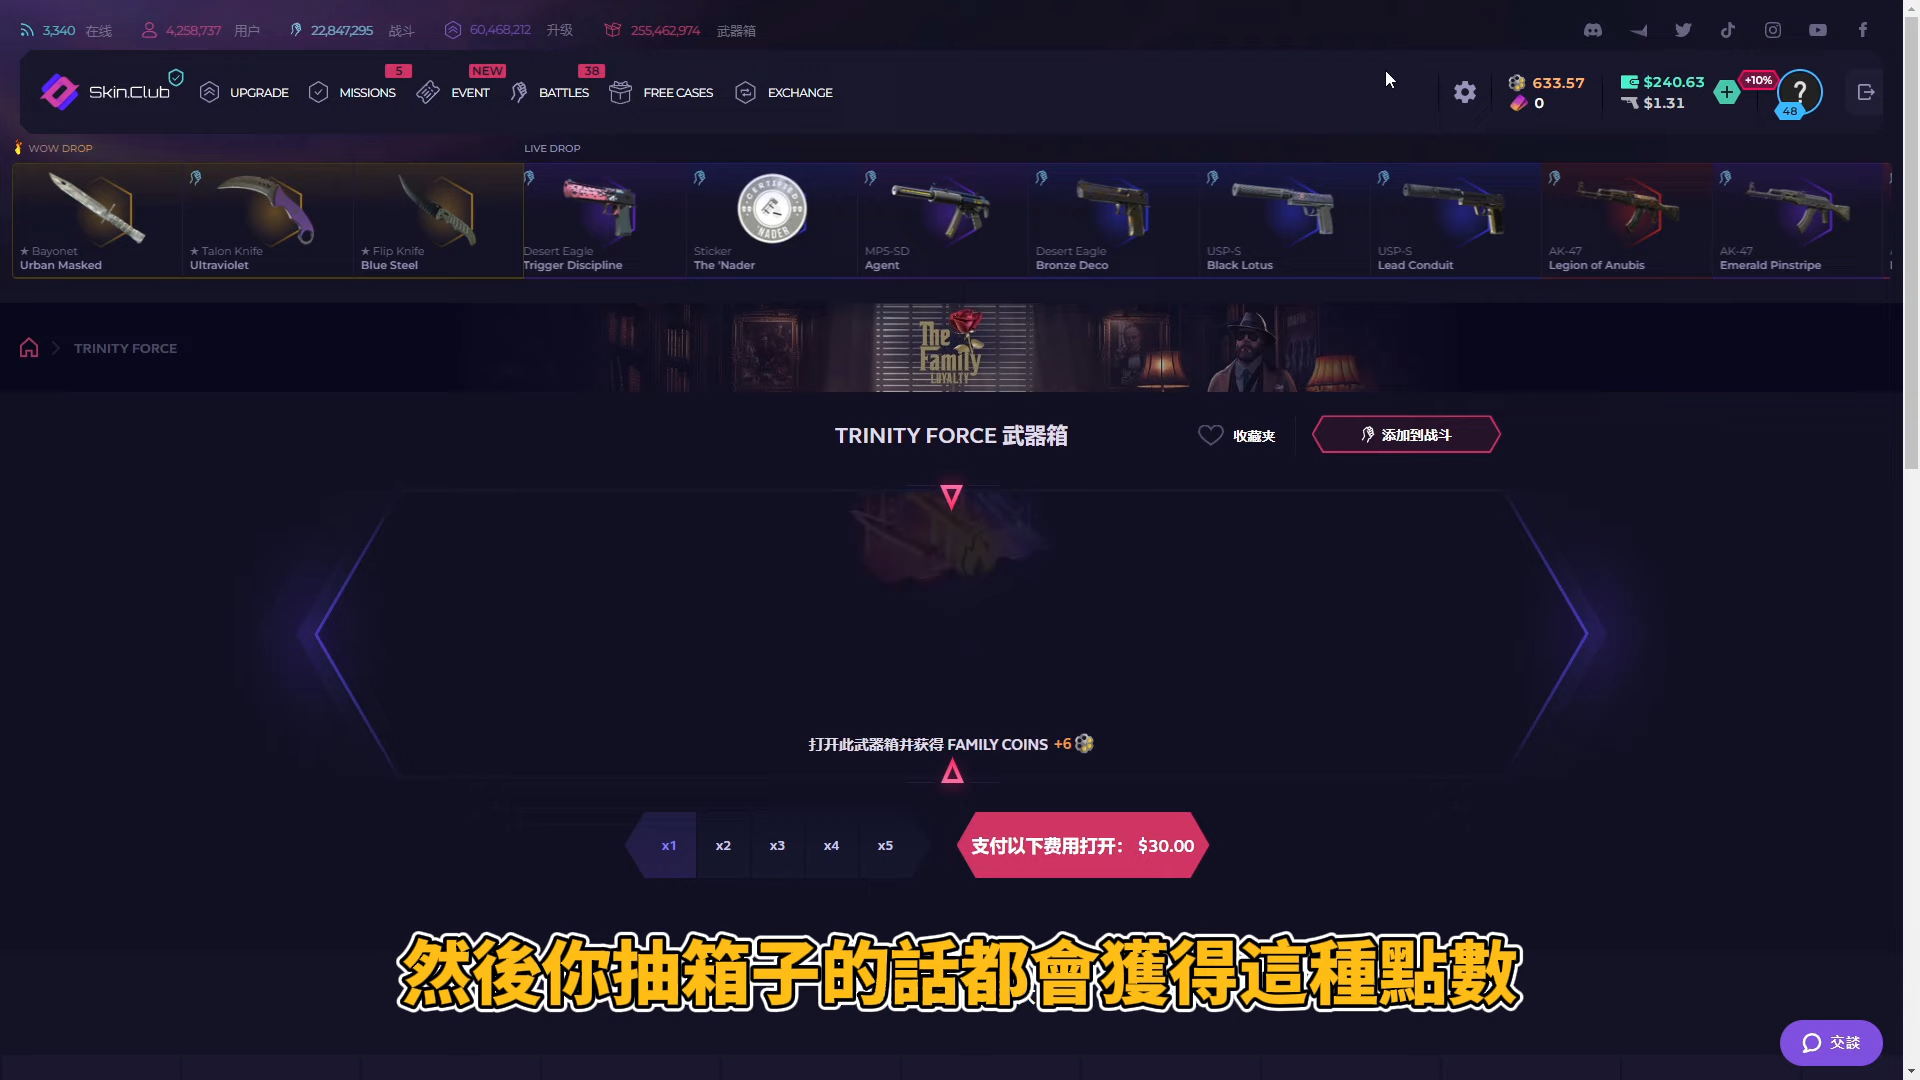 3,340 在线
4,258,737 用户
22,847,295 战斗
60,468,212 升级
255,462,974 武器箱
Skin.Club
UPGRADE
MISSIONS
5
EVENT
NEW
BATTLES
38
FREE CASES
EXCHANGE
633.57
0
$240.63
$1.31
+10%
?
48
WOW DROP
LIVE DROP
★ Bayonet
Urban Masked
★ Talon Knife
Ultraviolet
★ Flip Knife
Blue Steel
Desert Eagle
Trigger Discipline
CERTIFIED
NADER
Sticker
The 'Nader
MP5-SD
Agent
Desert Eagle
Bronze Deco
USP-S
Black Lotus
USP-S
Lead Conduit
AK-47
Legion of Anubis
AK-47
Emerald Pinstripe
TRINITY FORCE
The
Family
LOYALTY
TRINITY FORCE 武器箱
收藏夹
添加到战斗
打开此武器箱并获得 FAMILY COINS +6
x1
x2
x3
x4
x5
支付以下费用打开： $30.00
然後你抽箱子的話都會獲得這種點數
交談